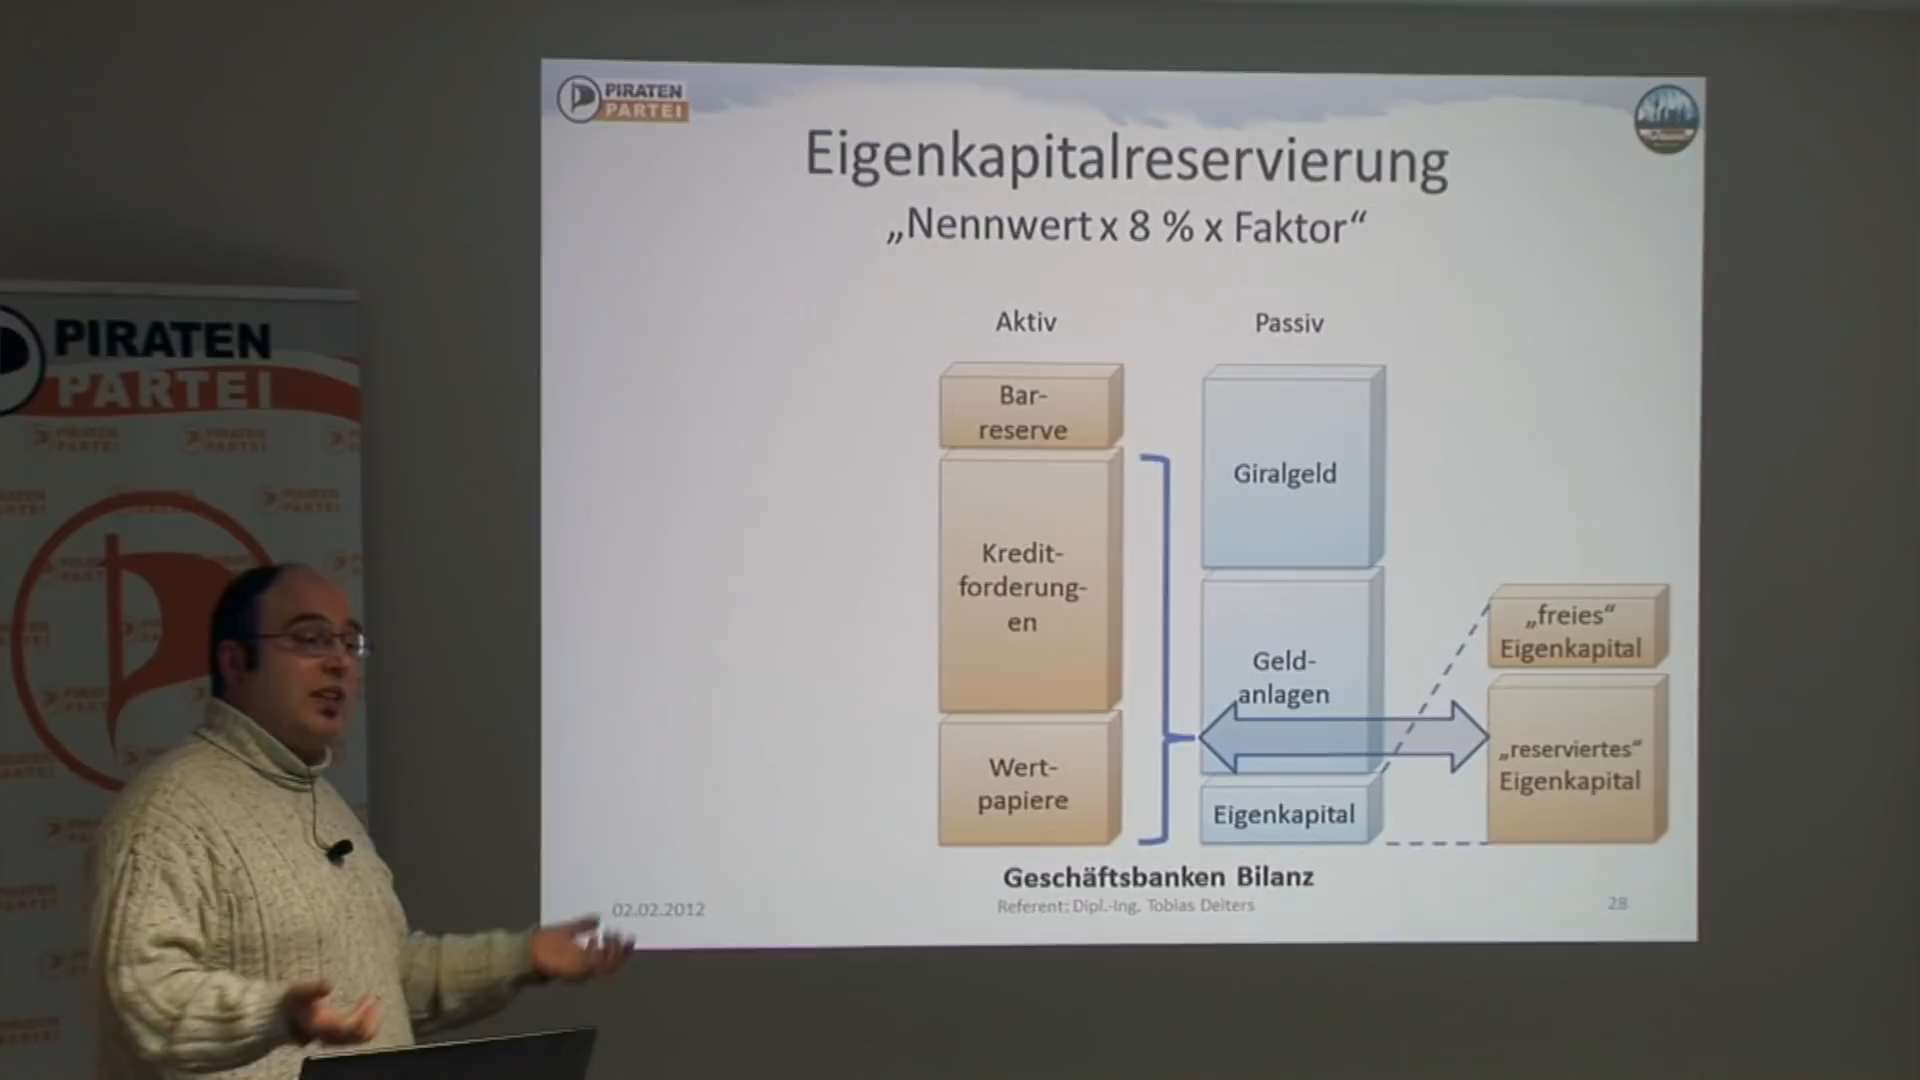 PIRATEN
PARTEI
Eigenkapitalreservierung
„Nennwert x 8 % x Faktor“
Aktiv
Passiv
Bar-
reserve
Kredit-
forderung-
en
Wert-
papiere
Giralgeld
Geld-
anlagen
Eigenkapital
„freies“
Eigenkapital
„reserviertes“
Eigenkapital
Geschäftsbanken Bilanz
02.02.2012
Referent: Dipl.-Ing. Tobias Deiters
28
PIRATEN
PARTEI